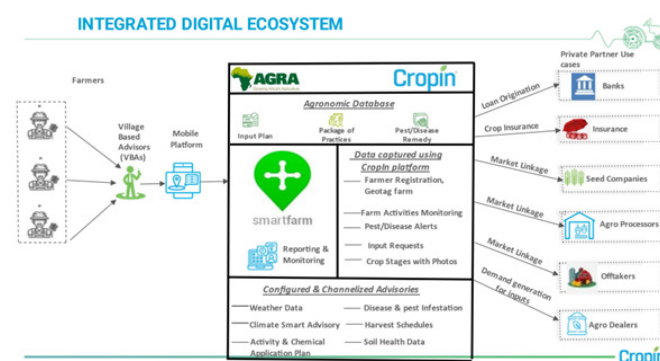 INTEGRATED DIGITAL ECOSYSTEM
Farmers
Village
Based
Advisors
(VBAs)
Mobile
Platform
AGRA
Cropin
Agronomic Database
Input Plan
Package of
Practices
Pest/Disease
Remedy
smartfarm
Reporting &
Monitoring
Data captured using
CropIn platform
Farmer Registration,
Geotag farm
Farm Activities Monitoring
Pest/Disease Alerts
Input Requests
Crop Stages with Photos
Configured & Channelized Advisories
Weather Data
Climate Smart Advisory
Activity & Chemical
Application Plan
Disease & pest Infestation
Harvest Schedules
Soil Health Data
Private Partner Use
cases
Loan Origination
Banks
Crop Insurance
Insurance
Market Linkage
Seed Companies
Market Linkage
Agro Processors
Market Linkage
Offtakers
Demand generation
for inputs
Agro Dealers
Cropin